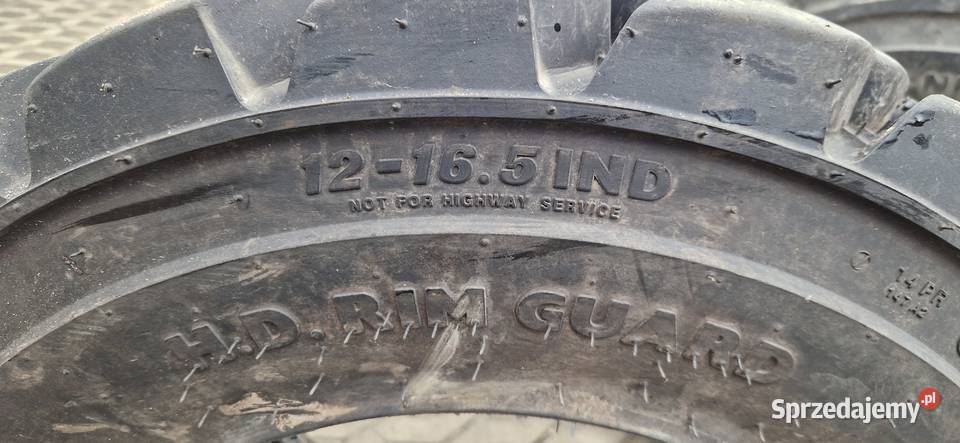 12-16.5 IND
NOT FOR HIGHWAY SERVICE
14 PR
H.D. RIM GUARD
Sprzedajemy.pl